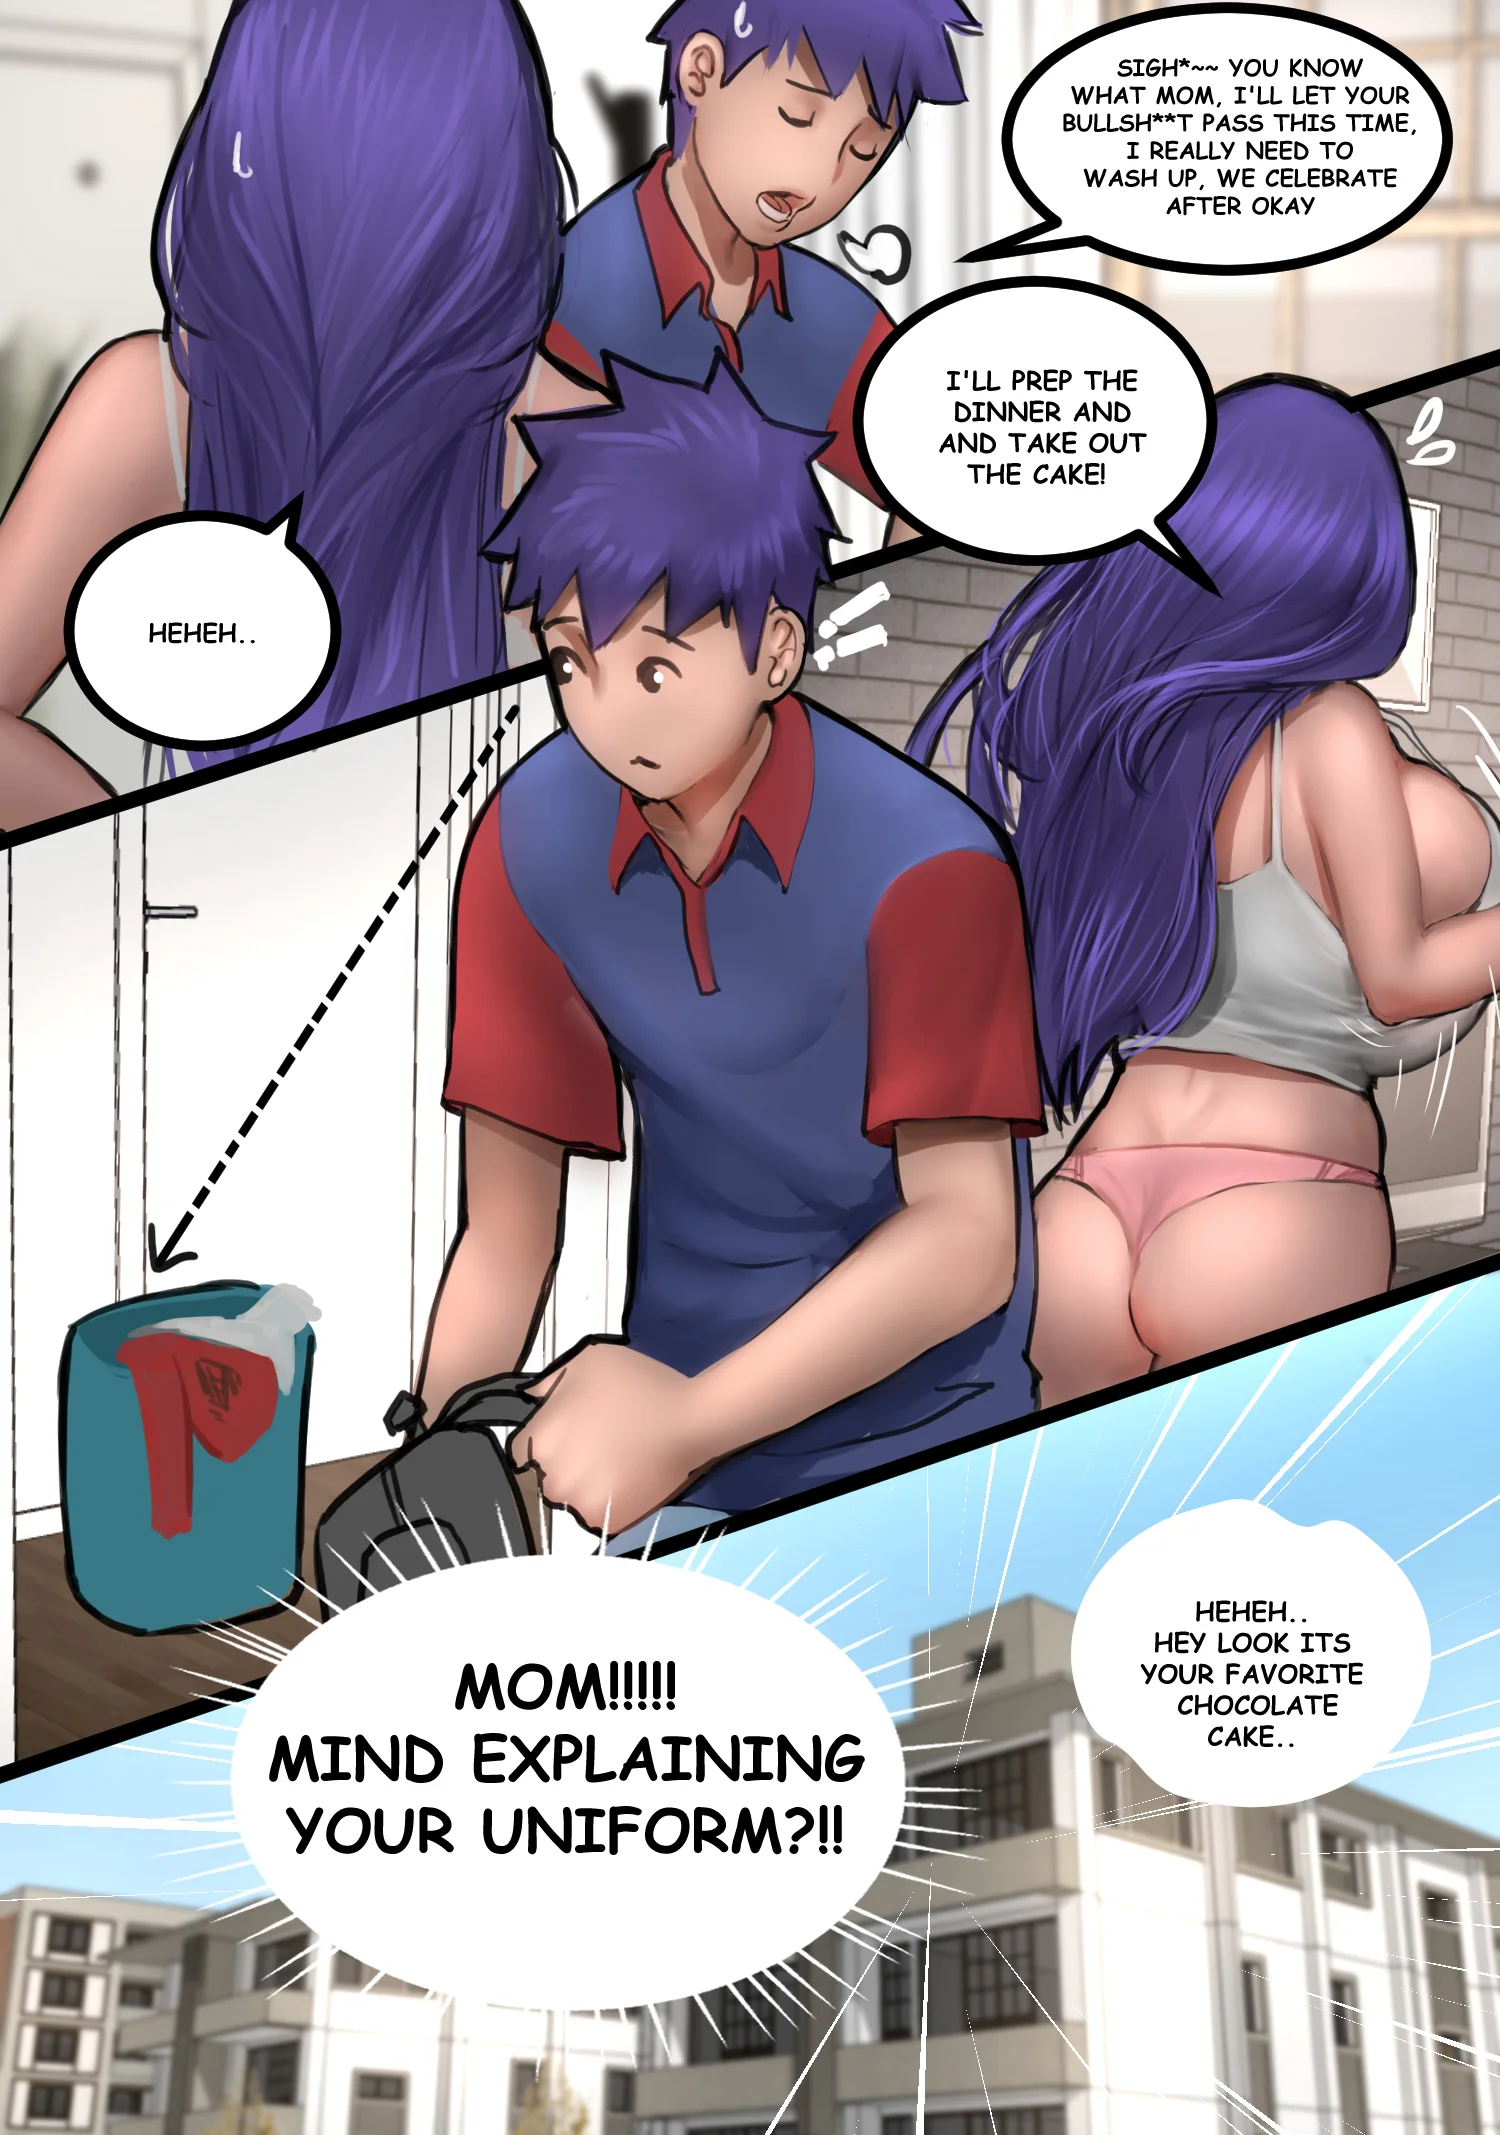 SIGH*~~ YOU KNOW
WHAT MOM, I'LL LET YOUR
BULLSH**T PASS THIS TIME,
I REALLY NEED TO
WASH UP, WE CELEBRATE
AFTER OKAY
HEHEH..
I'LL PREP THE
DINNER AND
AND TAKE OUT
THE CAKE!
MOM!!!!!
MIND EXPLAINING
YOUR UNIFORM?!!
HEHEH..
HEY LOOK ITS
YOUR FAVORITE
CHOCOLATE
CAKE..